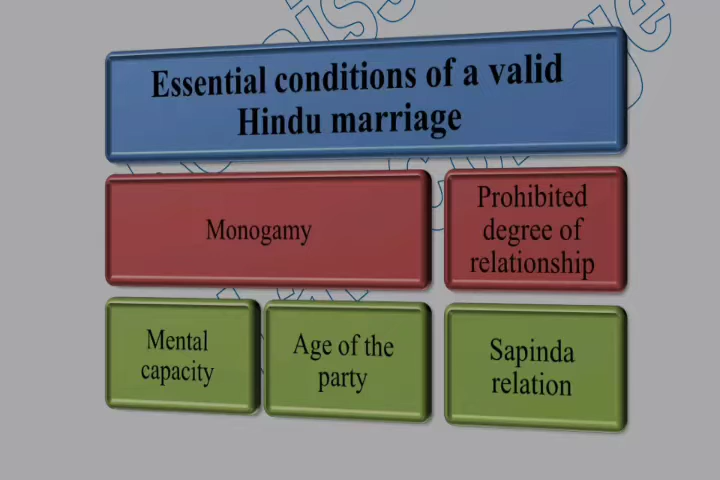 Essential conditions of a valid
Hindu marriage
Monogamy
Prohibited
degree of
relationship
Mental
capacity
Age of the
party
Sapinda
relation